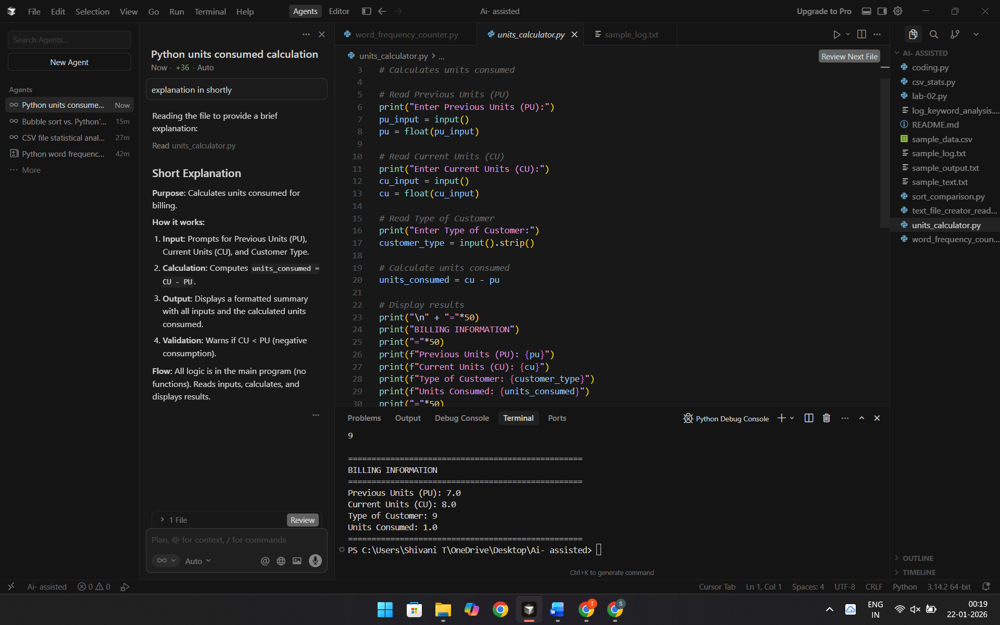 File Edit Selection View Go Run Terminal Help Agents Editor Ai- assisted Upgrade to Pro
Search Agents...
New Agent
Agents
Python units consume... Now
Bubble sort vs. Python'... 15m
CSV file statistical anal... 27m
Python word frequenc... 42m
More
Python units consumed calculation
Now · +36 · Auto
explanation in shortly
Reading the file to provide a brief
explanation:
Read units_calculator.py
Short Explanation
Purpose: Calculates units consumed for
billing.
How it works:
1. Input: Prompts for Previous Units (PU),
Current Units (CU), and Customer Type.
2. Calculation: Computes units_consumed =
CU - PU.
3. Output: Displays a formatted summary
with all inputs and the calculated units
consumed.
4. Validation: Warns if CU < PU (negative
consumption).
Flow: All logic is in the main program (no
functions). Reads inputs, calculates, and
displays results.
1 File Review
Plan, @ for context, / for commands
Auto
word_frequency_counter.py units_calculator.py sample_log.txt
units_calculator.py > ...
Review Next File
3 # Calculates units consumed
4
5 # Read Previous Units (PU)
6 print("Enter Previous Units (PU):")
7 pu_input = input()
8 pu = float(pu_input)
9
10 # Read Current Units (CU)
11 print("Enter Current Units (CU):")
12 cu_input = input()
13 cu = float(cu_input)
14
15 # Read Type of Customer
16 print("Enter Type of Customer:")
17 customer_type = input().strip()
18
19 # Calculate units consumed
20 units_consumed = cu - pu
21
22 # Display results
23 print("\n" + "="*50)
24 print("BILLING INFORMATION")
25 print("="*50)
26 print(f"Previous Units (PU): {pu}")
27 print(f"Current Units (CU): {cu}")
28 print(f"Type of Customer: {customer_type}")
29 print(f"Units Consumed: {units_consumed}")
30 print("="*50)
Problems Output Debug Console Terminal Ports Python Debug Console
9
==================================================
BILLING INFORMATION
==================================================
Previous Units (PU): 7.0
Current Units (CU): 8.0
Type of Customer: 9
Units Consumed: 1.0
==================================================
PS C:\Users\Shivani T\OneDrive\Desktop\Ai- assisted>
Ctrl+K to generate command
AI- ASSISTED
coding.py
csv_stats.py
lab-02.py
log_keyword_analysis....
README.md
sample_data.csv
sample_log.txt
sample_output.txt
sample_text.txt
sort_comparison.py
text_file_creator_read...
units_calculator.py
word_frequency_coun...
OUTLINE
TIMELINE
Ai- assisted 0 0 Cursor Tab Ln 1, Col 1 Spaces: 4 UTF-8 CRLF Python 3.14.2 64-bit
T S
ENG
IN
00:19
22-01-2026